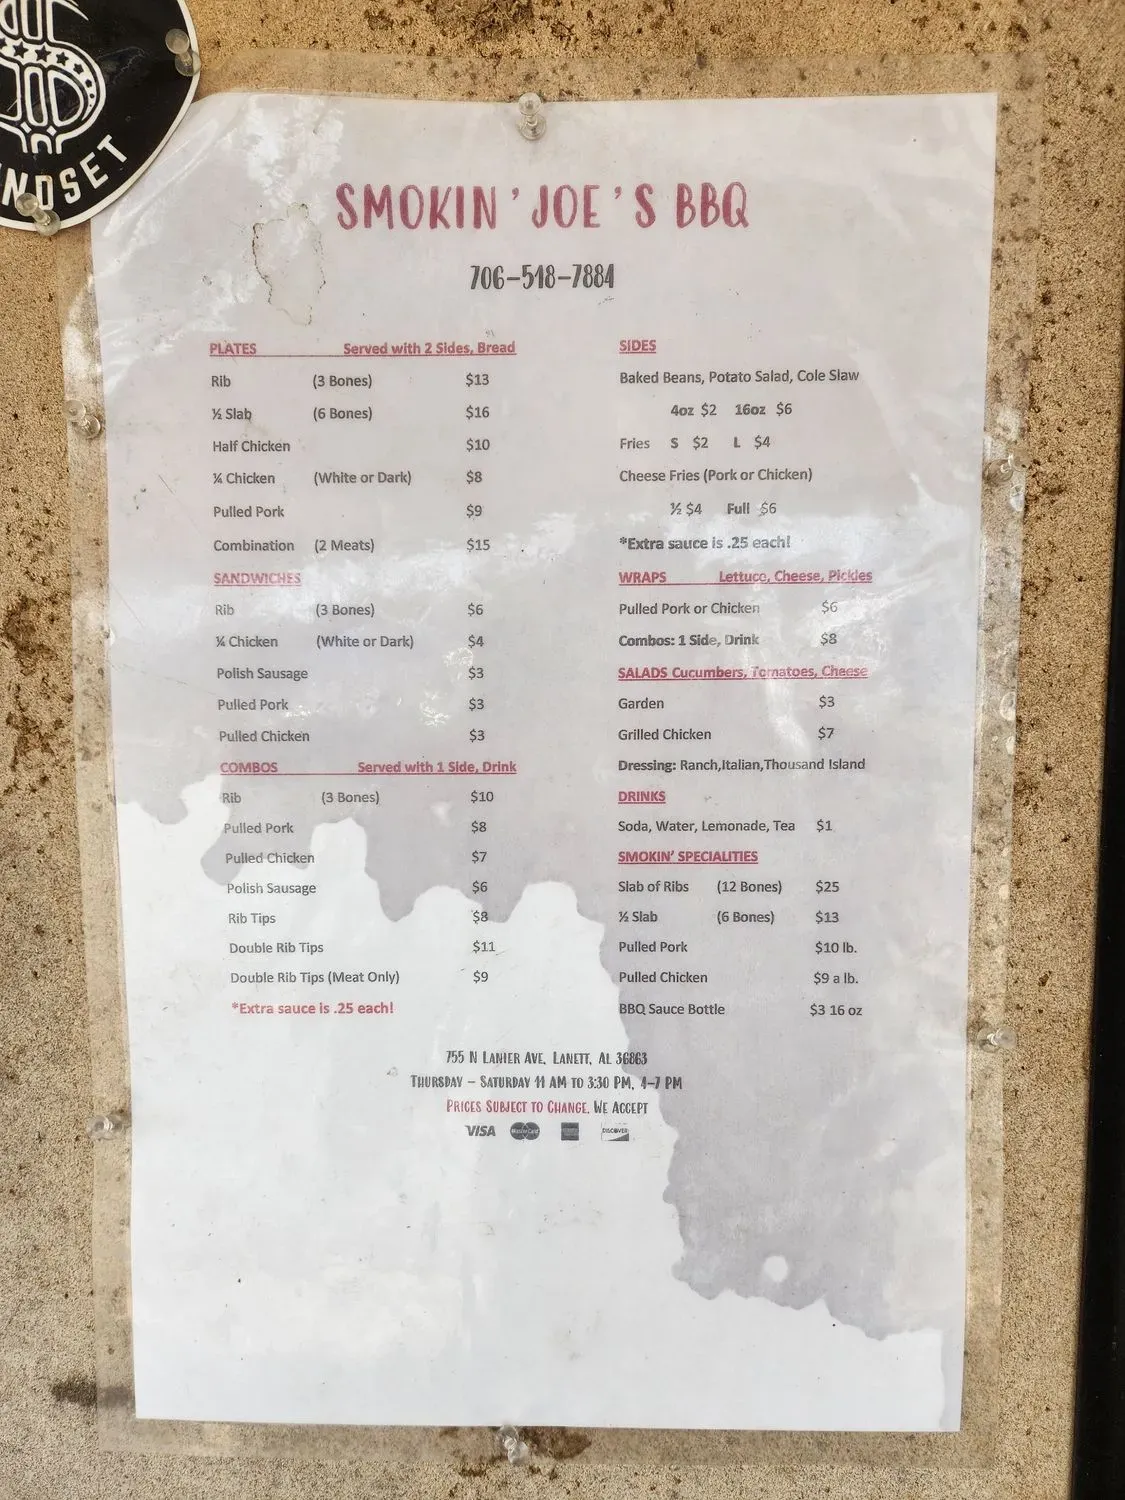 NDSET
SMOKIN' JOE'S BBQ
706-518-7884
PLATES Served with 2 Sides, Bread
Rib (3 Bones) $13
½ Slab (6 Bones) $16
Half Chicken $10
¼ Chicken (White or Dark) $8
Pulled Pork $9
Combination (2 Meats) $15
SANDWICHES
Rib (3 Bones) $6
¼ Chicken (White or Dark) $4
Polish Sausage $3
Pulled Pork $3
Pulled Chicken $3
COMBOS Served with 1 Side, Drink
Rib (3 Bones) $10
Pulled Pork $8
Pulled Chicken $7
Polish Sausage $6
Rib Tips $8
Double Rib Tips $11
Double Rib Tips (Meat Only) $9
*Extra sauce is .25 each!
SIDES
Baked Beans, Potato Salad, Cole Slaw
4oz $2 16oz $6
Fries S $2 L $4
Cheese Fries (Pork or Chicken)
½ $4 Full $6
*Extra sauce is .25 each!
WRAPS Lettuce, Cheese, Pickles
Pulled Pork or Chicken $6
Combos: 1 Side, Drink $8
SALADS Cucumbers, Tomatoes, Cheese
Garden $3
Grilled Chicken $7
Dressing: Ranch,Italian,Thousand Island
DRINKS
Soda, Water, Lemonade, Tea $1
SMOKIN' SPECIALITIES
Slab of Ribs (12 Bones) $25
½ Slab (6 Bones) $13
Pulled Pork $10 lb.
Pulled Chicken $9 a lb.
BBQ Sauce Bottle $3 16 oz
755 N LANIER AVE, LANETT, AL 36863
THURSDAY – SATURDAY 11 AM TO 3:30 PM, 4-7 PM
PRICES SUBJECT TO CHANGE. WE ACCEPT
VISA MasterCard DISCOVER